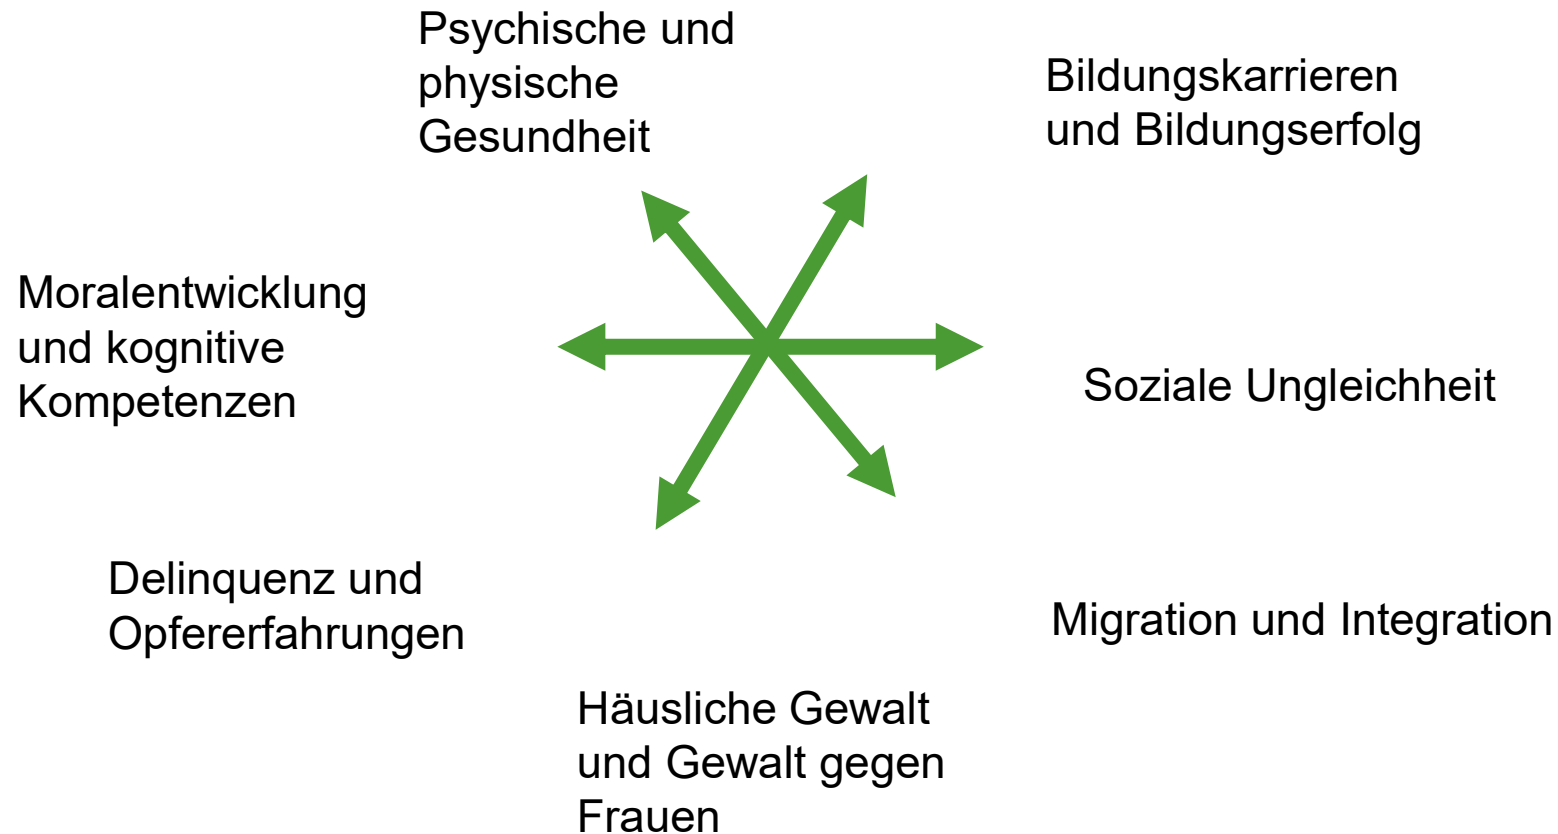 Psychische und
physische
Gesundheit
Bildungskarrieren
und Bildungserfolg
Moralentwicklung
und kognitive
Kompetenzen
Soziale Ungleichheit
Delinquenz und
Opfererfahrungen
Migration und Integration
Häusliche Gewalt
und Gewalt gegen
Frauen